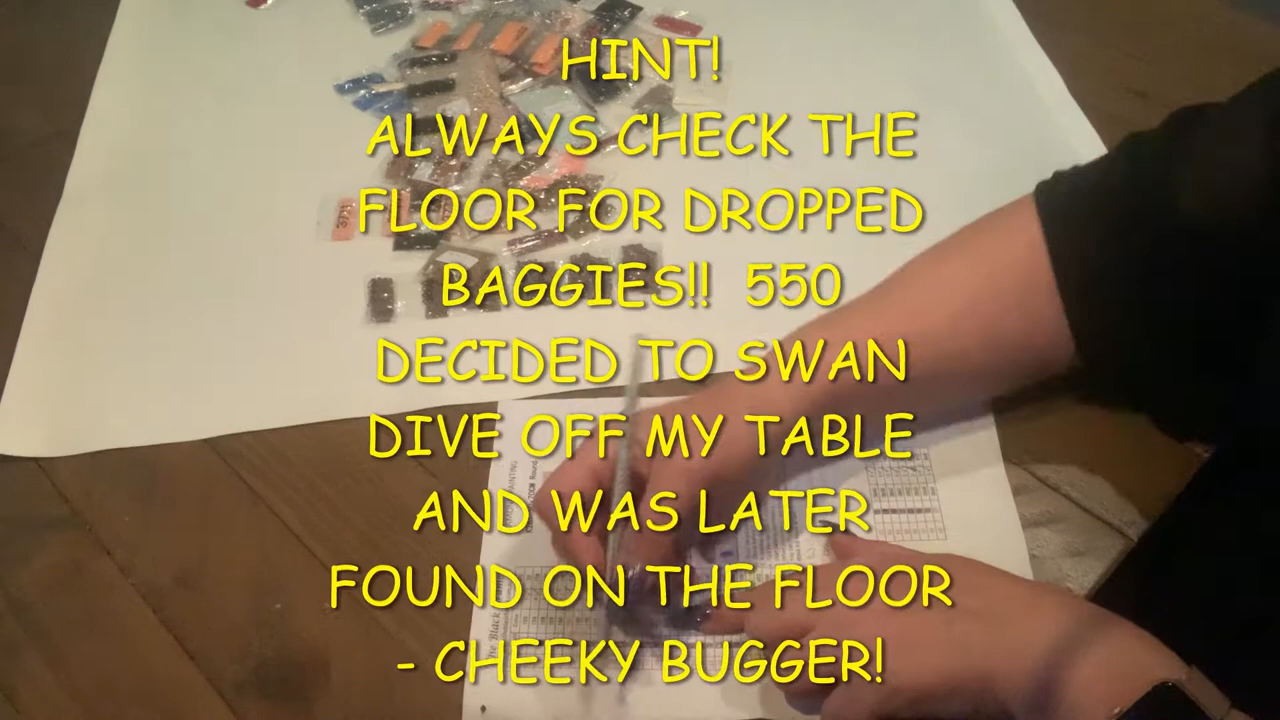 HINT!
ALWAYS CHECK THE
FLOOR FOR DROPPED
BAGGIES!! 550
DECIDED TO SWAN
DIVE OFF MY TABLE
AND WAS LATER
FOUND ON THE FLOOR
- CHEEKY BUGGER!
3771